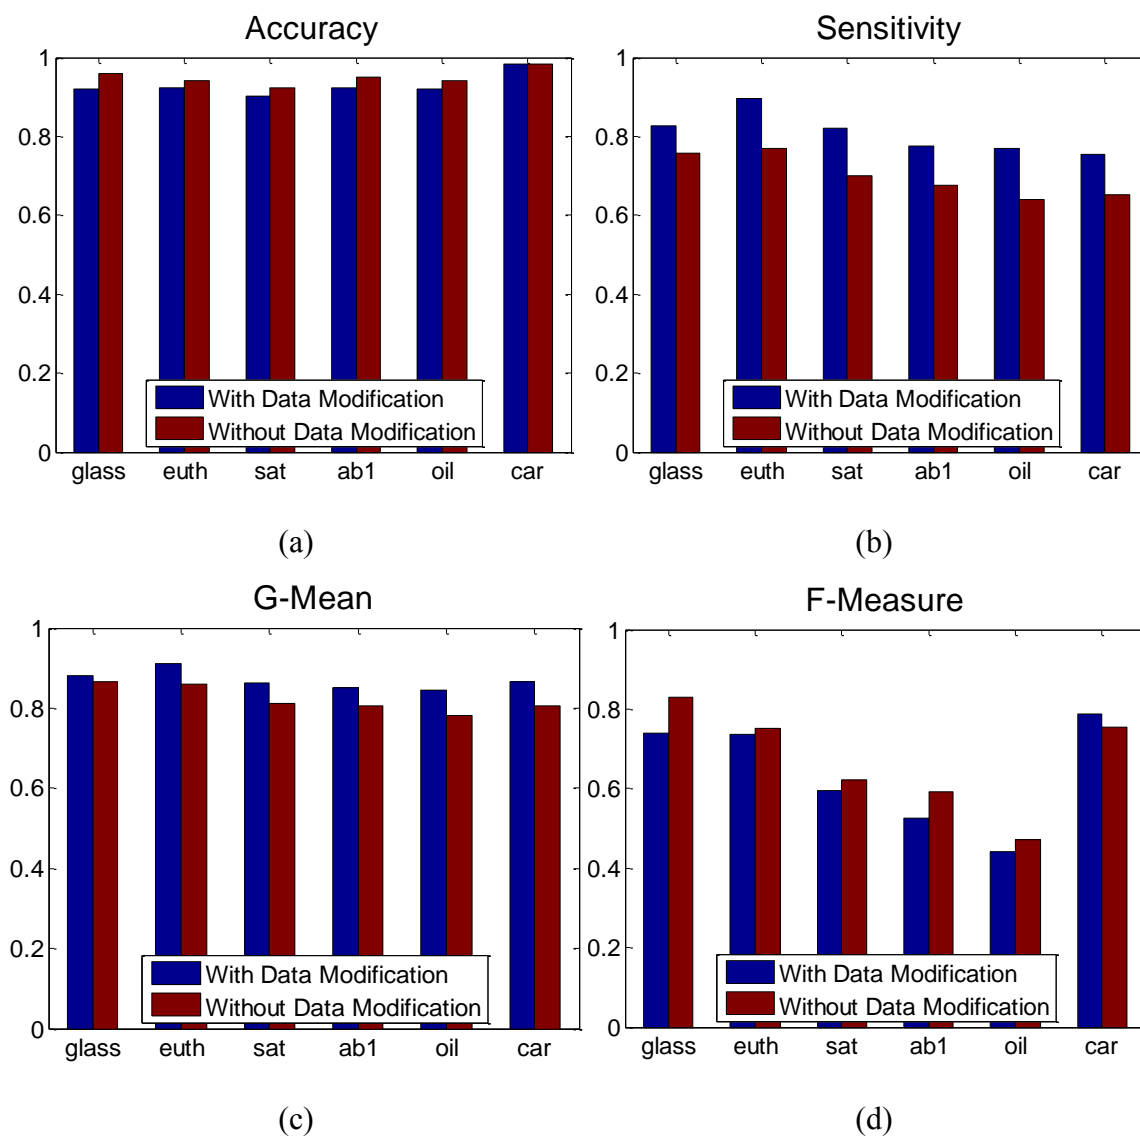 Accuracy
1
0.8
0.6
0.4
0.2
0
With Data Modification
Without Data Modification
glass euth sat ab1 oil car
(a)
Sensitivity
1
0.8
0.6
0.4
0.2
0
With Data Modification
Without Data Modification
glass euth sat ab1 oil car
(b)
G-Mean
1
0.8
0.6
0.4
0.2
0
With Data Modification
Without Data Modification
glass euth sat ab1 oil car
(c)
F-Measure
1
0.8
0.6
0.4
0.2
0
With Data Modification
Without Data Modification
glass euth sat ab1 oil car
(d)